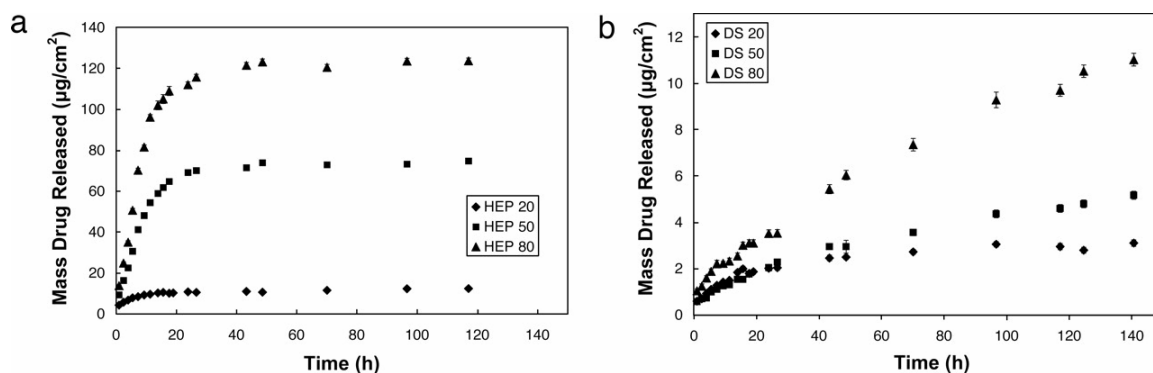 a
Mass Drug Released (µg/cm²)
140
120
100
80
60
40
20
0
HEP 20
HEP 50
HEP 80
0 20 40 60 80 100 120 140
Time (h)
b
Mass Drug Released (µg/cm²)
12
10
8
6
4
2
0
DS 20
DS 50
DS 80
0 20 40 60 80 100 120 140
Time (h)